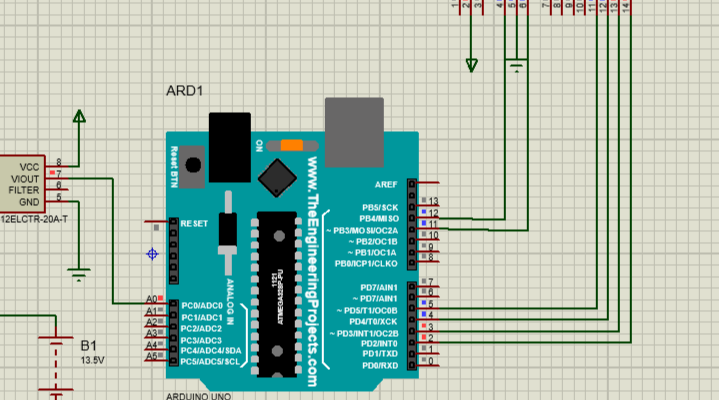 1 2 3 4 5 6 7 8 9 10 11 12 13 14
ARD1
VCC 8
VIOUT 7
FILTER 6
GND 5
12ELCTR-20A-T
Reset BTN
ON
www.TheEngineeringProjects.com
1121
ATMEGA328P-PU
ANALOG IN
RESET
AREF
PB5/SCK 13
PB4/MISO 12
~ PB3/MOSI/OC2A 11
~ PB2/OC1B 10
~ PB1/OC1A 9
PB0/ICP1/CLKO 8
PD7/AIN1 7
~ PD7/AIN1 6
~ PD5/T1/OC0B 5
PD4/T0/XCK 4
~ PD3/INT1/OC2B 3
PD2/INT0 2
PD1/TXD 1
PD0/RXD 0
A0 PC0/ADC0
A1 PC1/ADC1
A2 PC2/ADC2
A3 PC3/ADC3
A4 PC4/ADC4/SDA
A5 PC5/ADC5/SCL
B1
13.5V
ARDUINO UNO